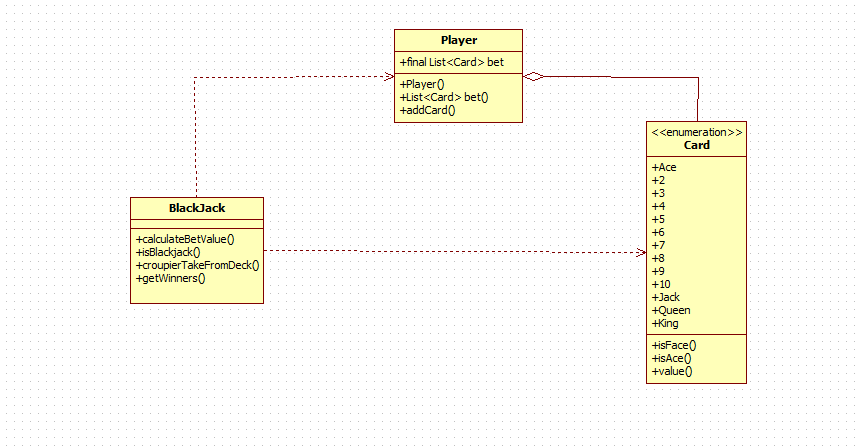 Player
+final List<Card> bet
+Player()
+List<Card> bet()
+addCard()
<<enumeration>>
Card
+Ace
+2
+3
+4
+5
+6
+7
+8
+9
+10
+Jack
+Queen
+King
+isFace()
+isAce()
+value()
BlackJack
+calculateBetValue()
+isBlackjack()
+croupierTakeFromDeck()
+getWinners()